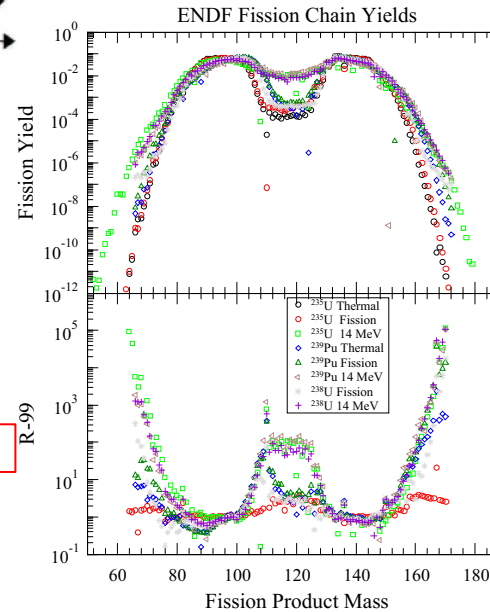 ENDF Fission Chain Yields
10^0
10^-2
10^-4
10^-6
10^-8
10^-10
10^-12
Fission Yield
^235U Thermal
^235U Fission
^235U 14 MeV
^239Pu Thermal
^239Pu Fission
^239Pu 14 MeV
^238U Fission
^238U 14 MeV
10^5
10^3
10^1
10^-1
R-99
60 80 100 120 140 160 180
Fission Product Mass